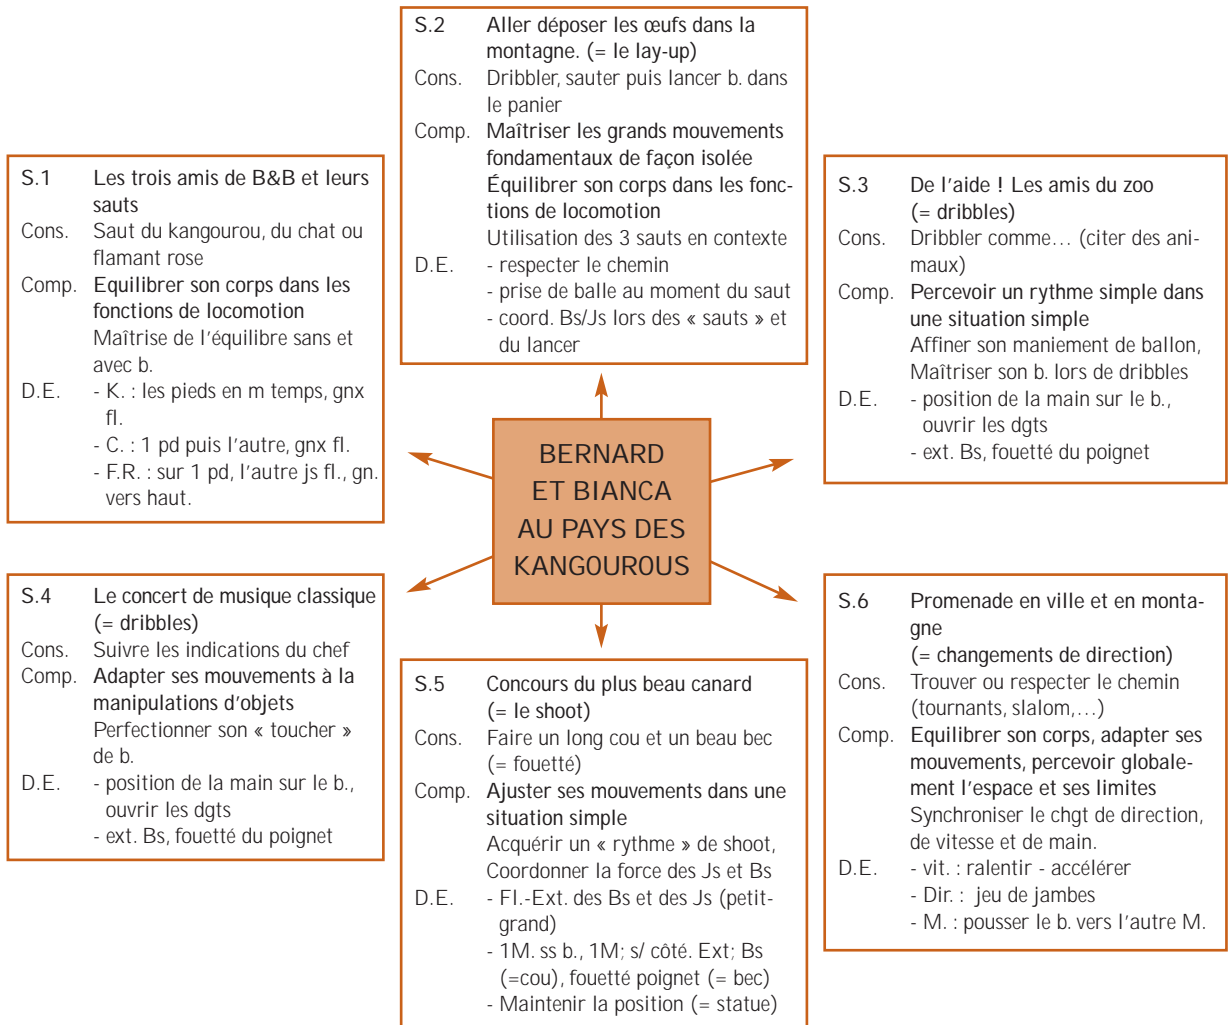 S.1 Les trois amis de B&B et leurs
sauts
Cons. Saut du kangourou, du chat ou
flamant rose
Comp. Equilibrer son corps dans les
fonctions de locomotion
Maîtrise de l'équilibre sans et
avec b.
D.E. - K. : les pieds en m temps, gnx
fl.
- C. : 1 pd puis l'autre, gnx fl.
- F.R. : sur 1 pd, l'autre js fl., gn.
vers haut.
S.2 Aller déposer les œufs dans la
montagne. (= le lay-up)
Cons. Dribbler, sauter puis lancer b. dans
le panier
Comp. Maîtriser les grands mouvements
fondamentaux de façon isolée
Équilibrer son corps dans les fonc-
tions de locomotion
Utilisation des 3 sauts en contexte
D.E. - respecter le chemin
- prise de balle au moment du saut
- coord. Bs/Js lors des « sauts » et
du lancer
S.3 De l'aide ! Les amis du zoo
(= dribbles)
Cons. Dribbler comme… (citer des ani-
maux)
Comp. Percevoir un rythme simple dans
une situation simple
Affiner son maniement de ballon,
Maîtriser son b. lors de dribbles
D.E. - position de la main sur le b.,
ouvrir les dgts
- ext. Bs, fouetté du poignet
BERNARD
ET BIANCA
AU PAYS DES
KANGOUROUS
S.4 Le concert de musique classique
(= dribbles)
Cons. Suivre les indications du chef
Comp. Adapter ses mouvements à la
manipulations d'objets
Perfectionner son « toucher »
de b.
D.E. - position de la main sur le b.,
ouvrir les dgts
- ext. Bs, fouetté du poignet
S.5 Concours du plus beau canard
(= le shoot)
Cons. Faire un long cou et un beau bec
(= fouetté)
Comp. Ajuster ses mouvements dans une
situation simple
Acquérir un « rythme » de shoot,
Coordonner la force des Js et Bs
D.E. - Fl.-Ext. des Bs et des Js (petit-
grand)
- 1M. ss b., 1M; s/ côté. Ext; Bs
(=cou), fouetté poignet (= bec)
- Maintenir la position (= statue)
S.6 Promenade en ville et en monta-
gne
(= changements de direction)
Cons. Trouver ou respecter le chemin
(tournants, slalom,…)
Comp. Equilibrer son corps, adapter ses
mouvements, percevoir globale-
ment l'espace et ses limites
Synchroniser le chgt de direction,
de vitesse et de main.
D.E. - vit. : ralentir - accélérer
- Dir. : jeu de jambes
- M. : pousser le b. vers l'autre M.